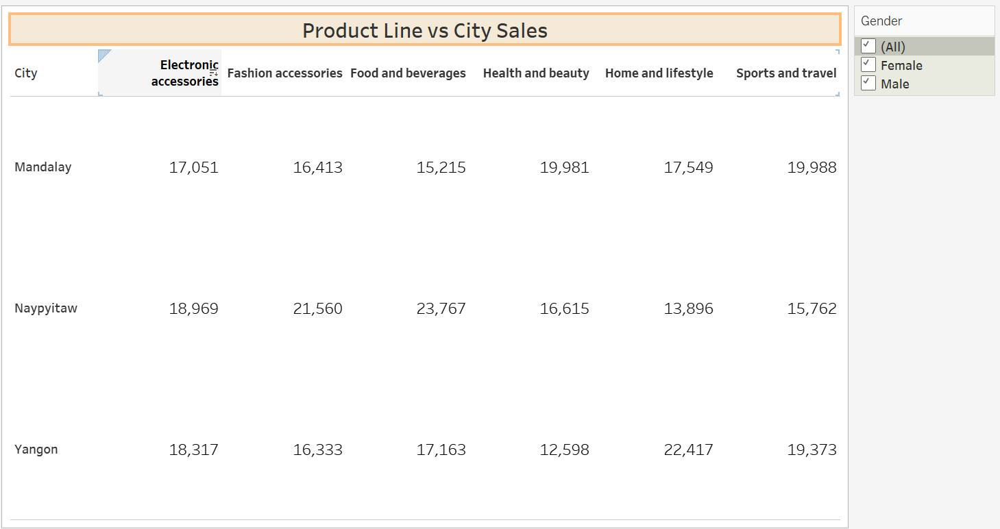 Product Line vs City Sales
City Electronic accessories Fashion accessories Food and beverages Health and beauty Home and lifestyle Sports and travel
Mandalay 17,051 16,413 15,215 19,981 17,549 19,988
Naypyitaw 18,969 21,560 23,767 16,615 13,896 15,762
Yangon 18,317 16,333 17,163 12,598 22,417 19,373
Gender
(All)
Female
Male